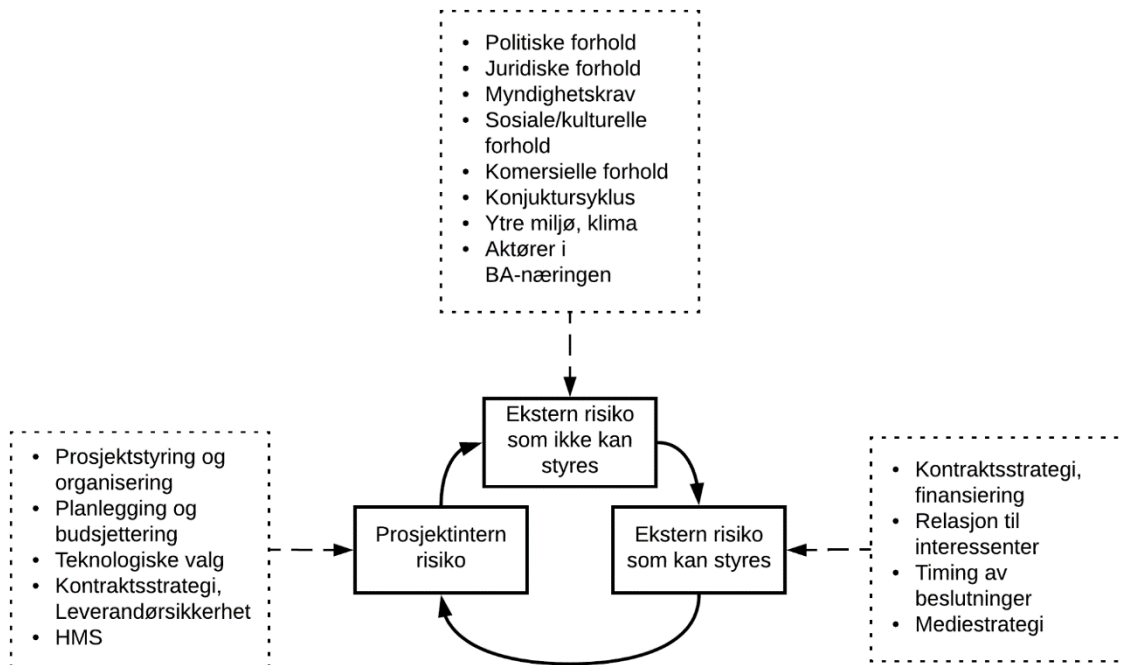 • Politiske forhold
• Juridiske forhold
• Myndighetskrav
• Sosiale/kulturelle
forhold
• Komersielle forhold
• Konjuktursyklus
• Ytre miljø, klima
• Aktører i
BA-næringen
Ekstern risiko
som ikke kan
styres
• Prosjektstyring og
organisering
• Planlegging og
budsjettering
• Teknologiske valg
• Kontraktsstrategi,
Leverandørsikkerhet
• HMS
Prosjektintern
risiko
Ekstern risiko
som kan styres
• Kontraktsstrategi,
finansiering
• Relasjon til
interessenter
• Timing av
beslutninger
• Mediestrategi